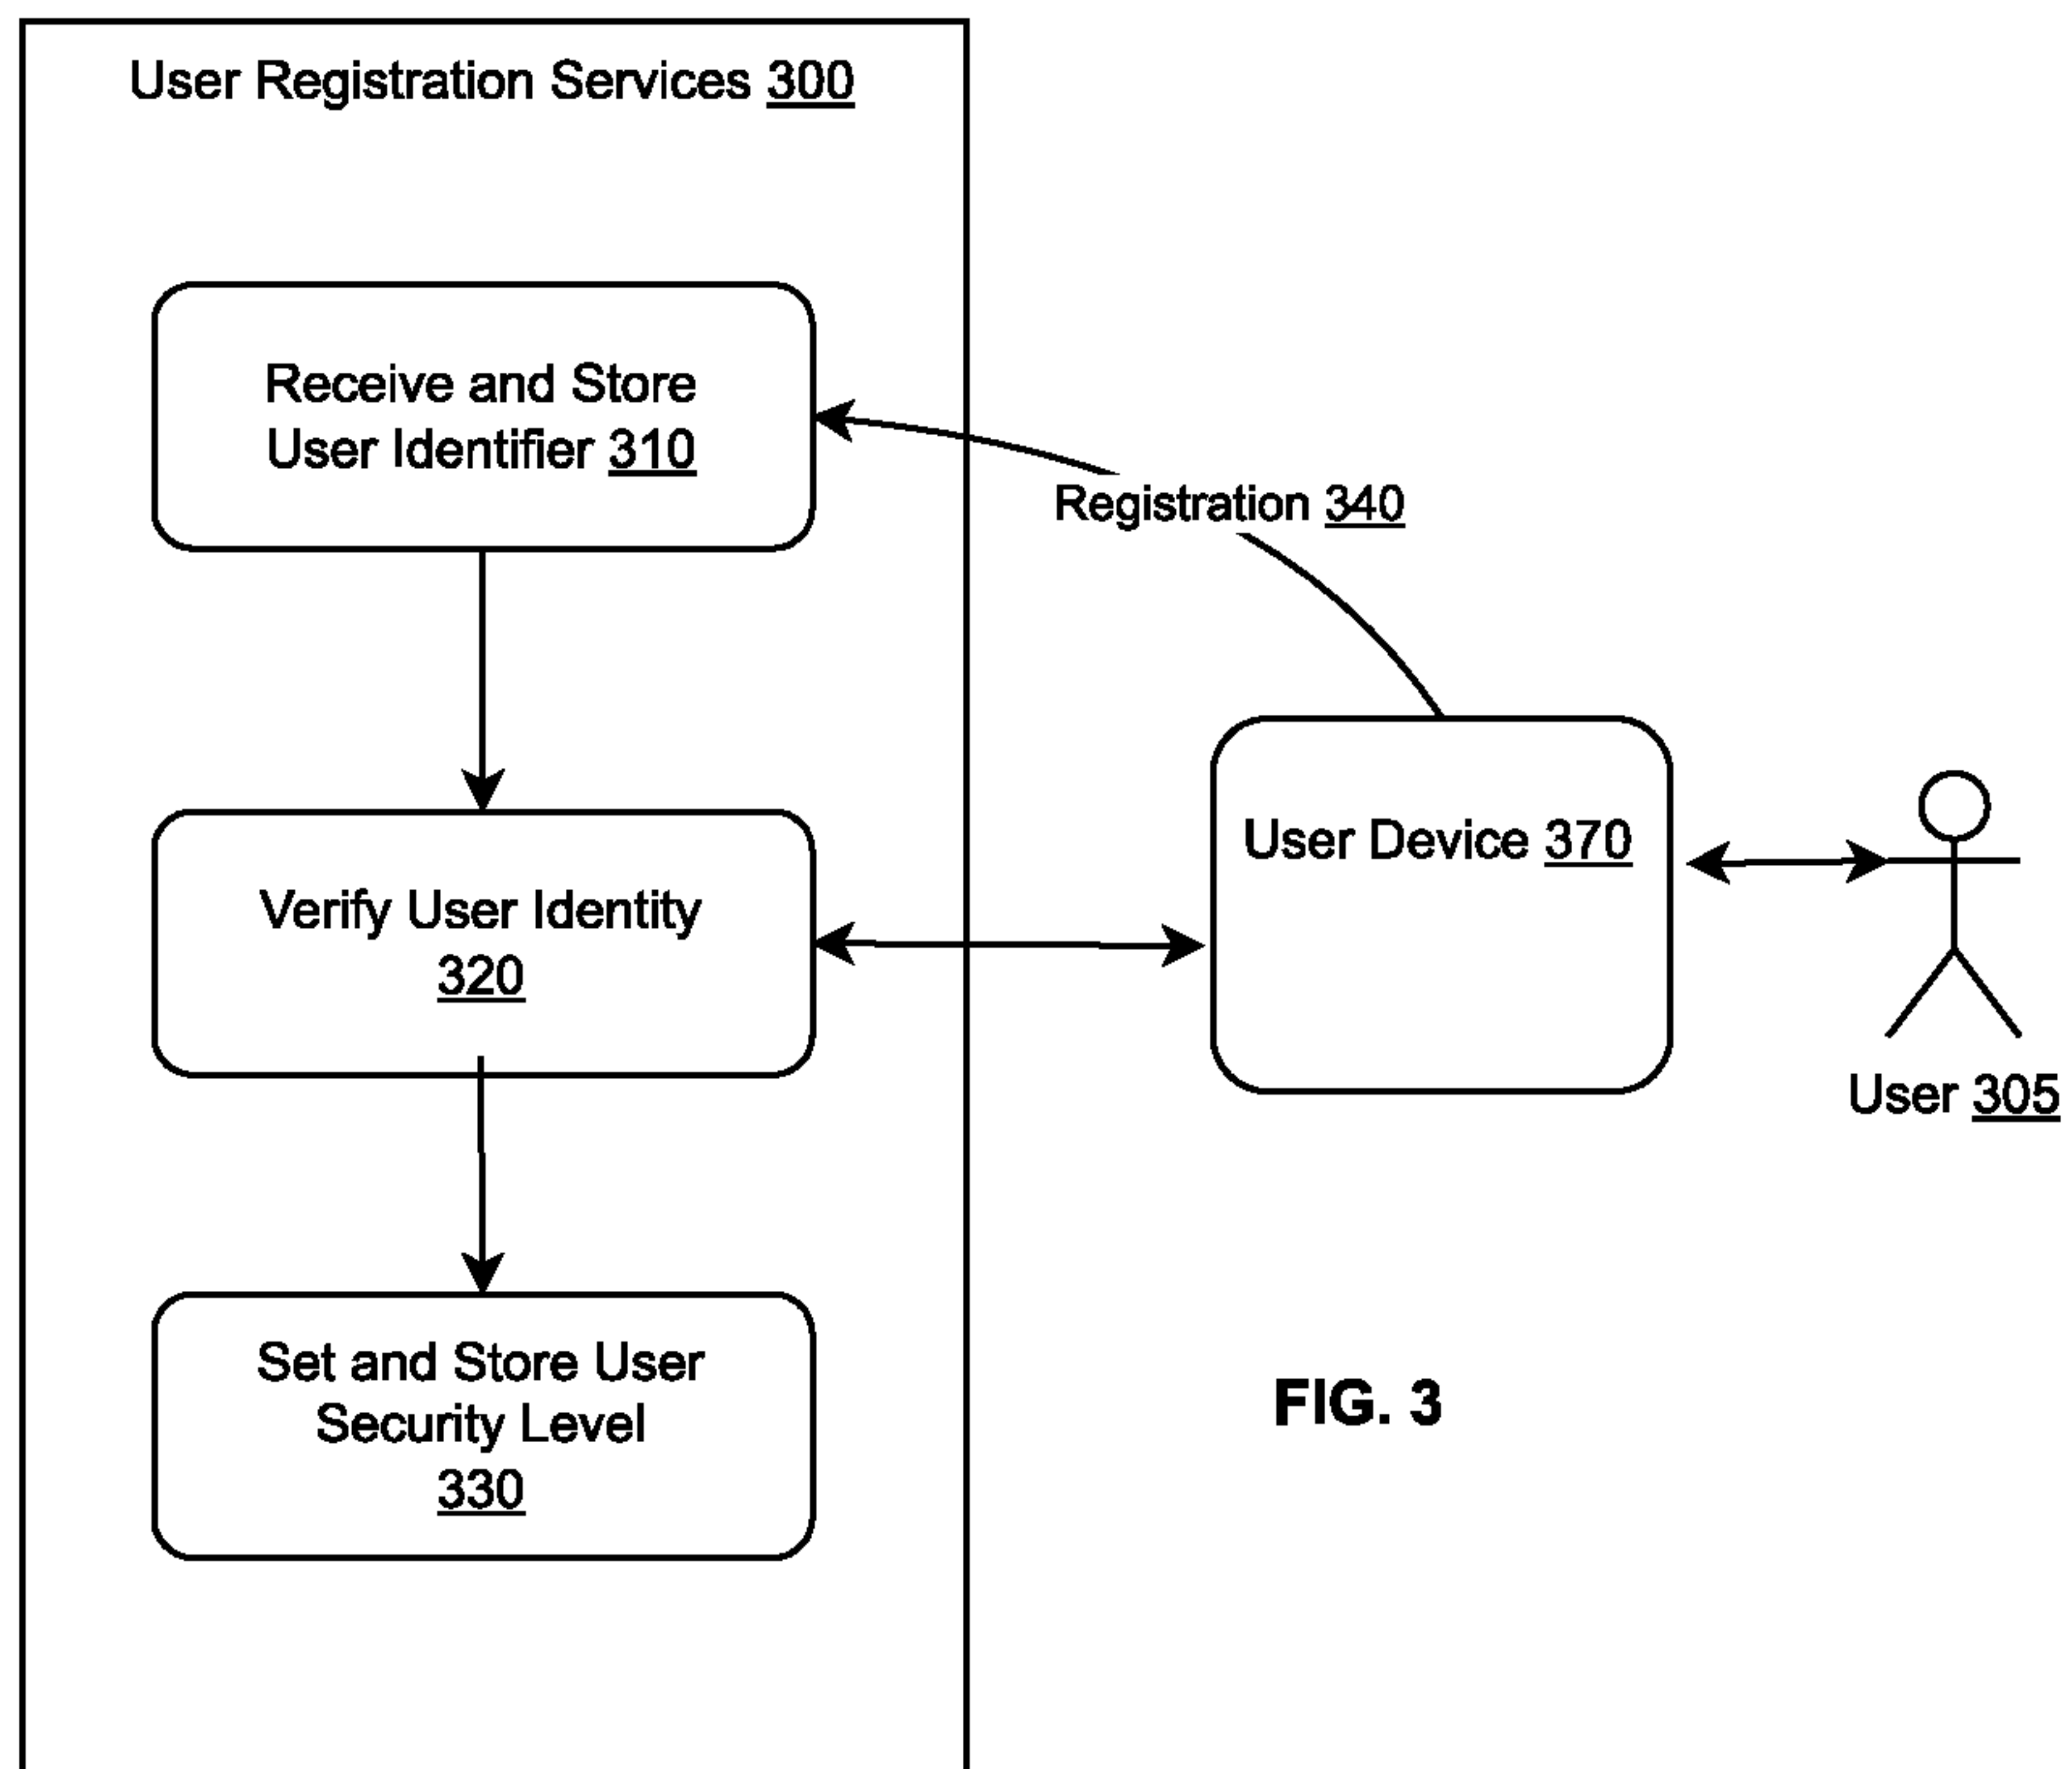 User Registration Services 300
Receive and Store
User Identifier 310
Registration 340
Verify User Identity
320
User Device 370
User 305
Set and Store User
Security Level
330
FIG. 3